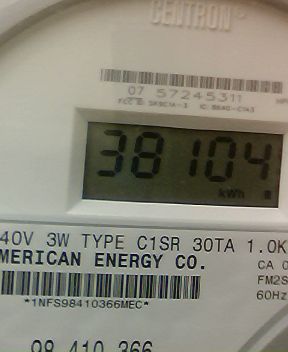 CENTRON
07 57245311
38104
kWh
40V 3W TYPE C1SR 30TA 1.0K
MERICAN ENERGY CO.
CA 0
FM2S
60Hz
*1NFS98410366MEC*
98 410 366